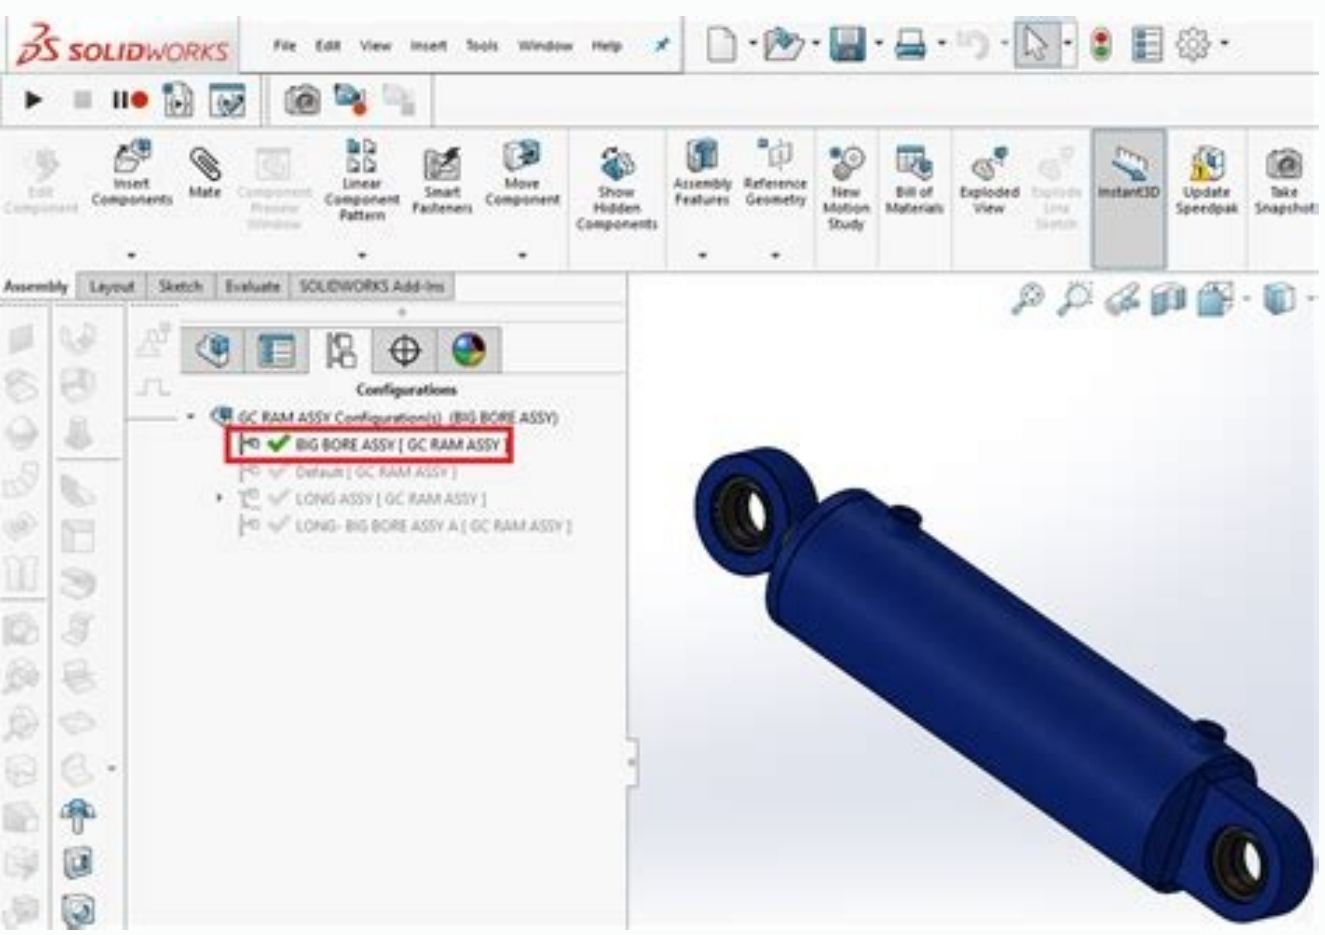 SOLIDWORKS File Edit View Insert Tools Window Help
Edit Component
Insert Components
Mate
Component Preview Window
Linear Component Pattern
Smart Fasteners
Move Component
Show Hidden Components
Assembly Features
Reference Geometry
New Motion Study
Bill of Materials
Exploded View
Explode Line Sketch
Instant3D
Update Speedpak
Take Snapshot
Assembly Layout Sketch Evaluate SOLIDWORKS Add-Ins
Configurations
GC RAM ASSY Configuration(s) (BIG BORE ASSY)
BIG BORE ASSY [ GC RAM ASSY ]
Default [ GC RAM ASSY ]
LONG ASSY [ GC RAM ASSY ]
LONG- BIG BORE ASSY A [ GC RAM ASSY ]